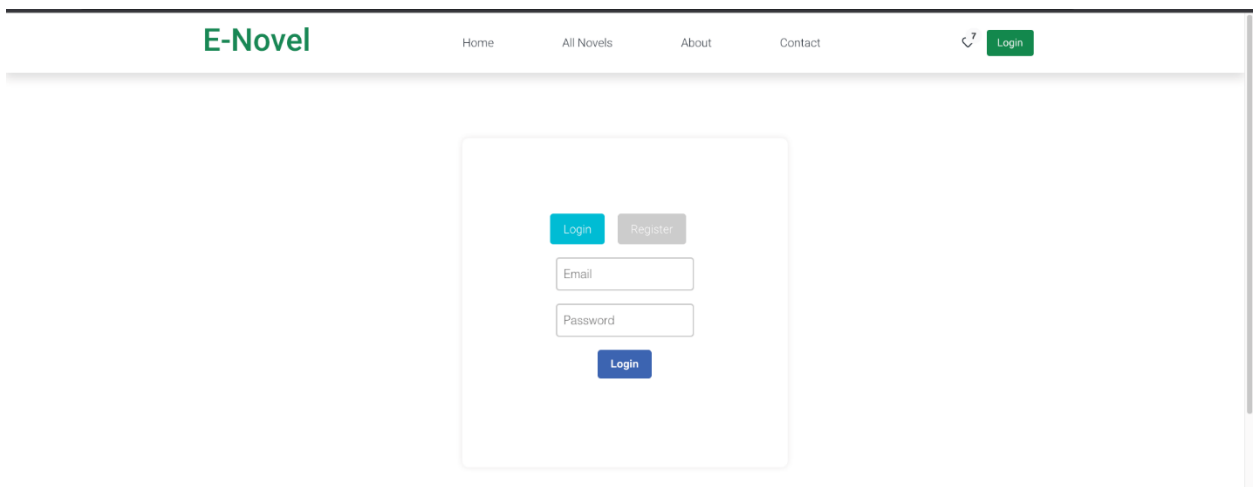 E-Novel
Home All Novels About Contact 7 Login
Login Register
Email
Password
Login